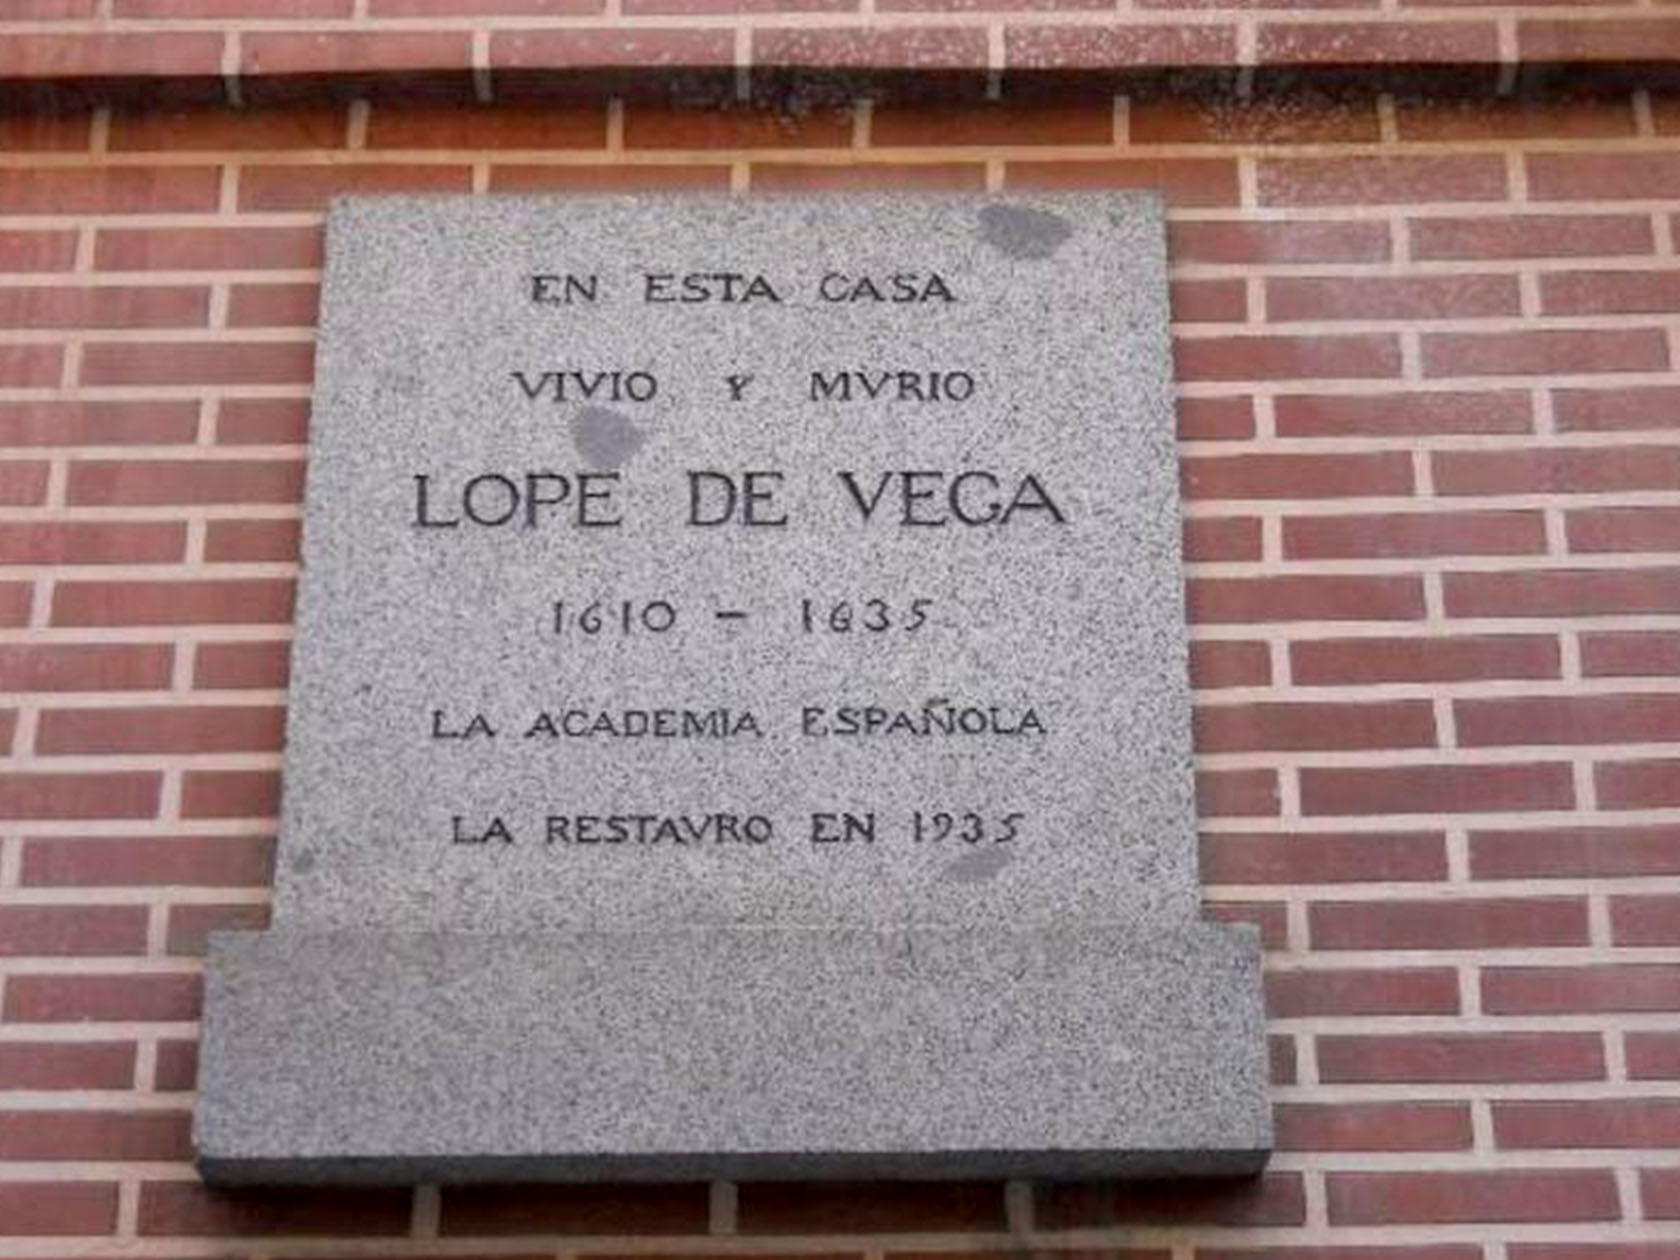 EN ESTA CASA
VIVIO Y MVRIO
LOPE DE VEGA
1610 - 1635
LA ACADEMIA ESPAÑOLA
LA RESTAVRO EN 1935